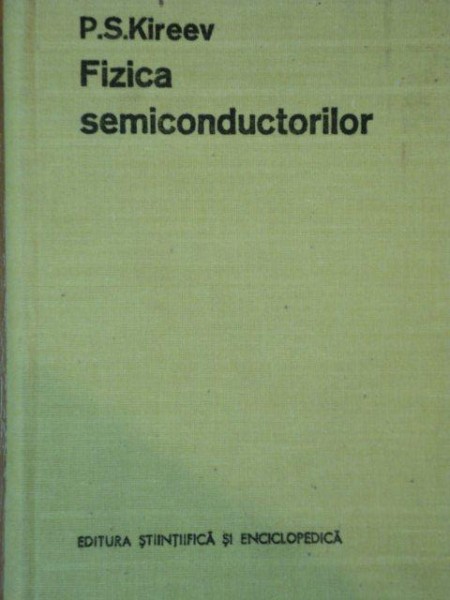 P.S.Kireev
Fizica
semiconductorilor
EDITURA ŞTIINŢIFICĂ ŞI ENCICLOPEDICĂ